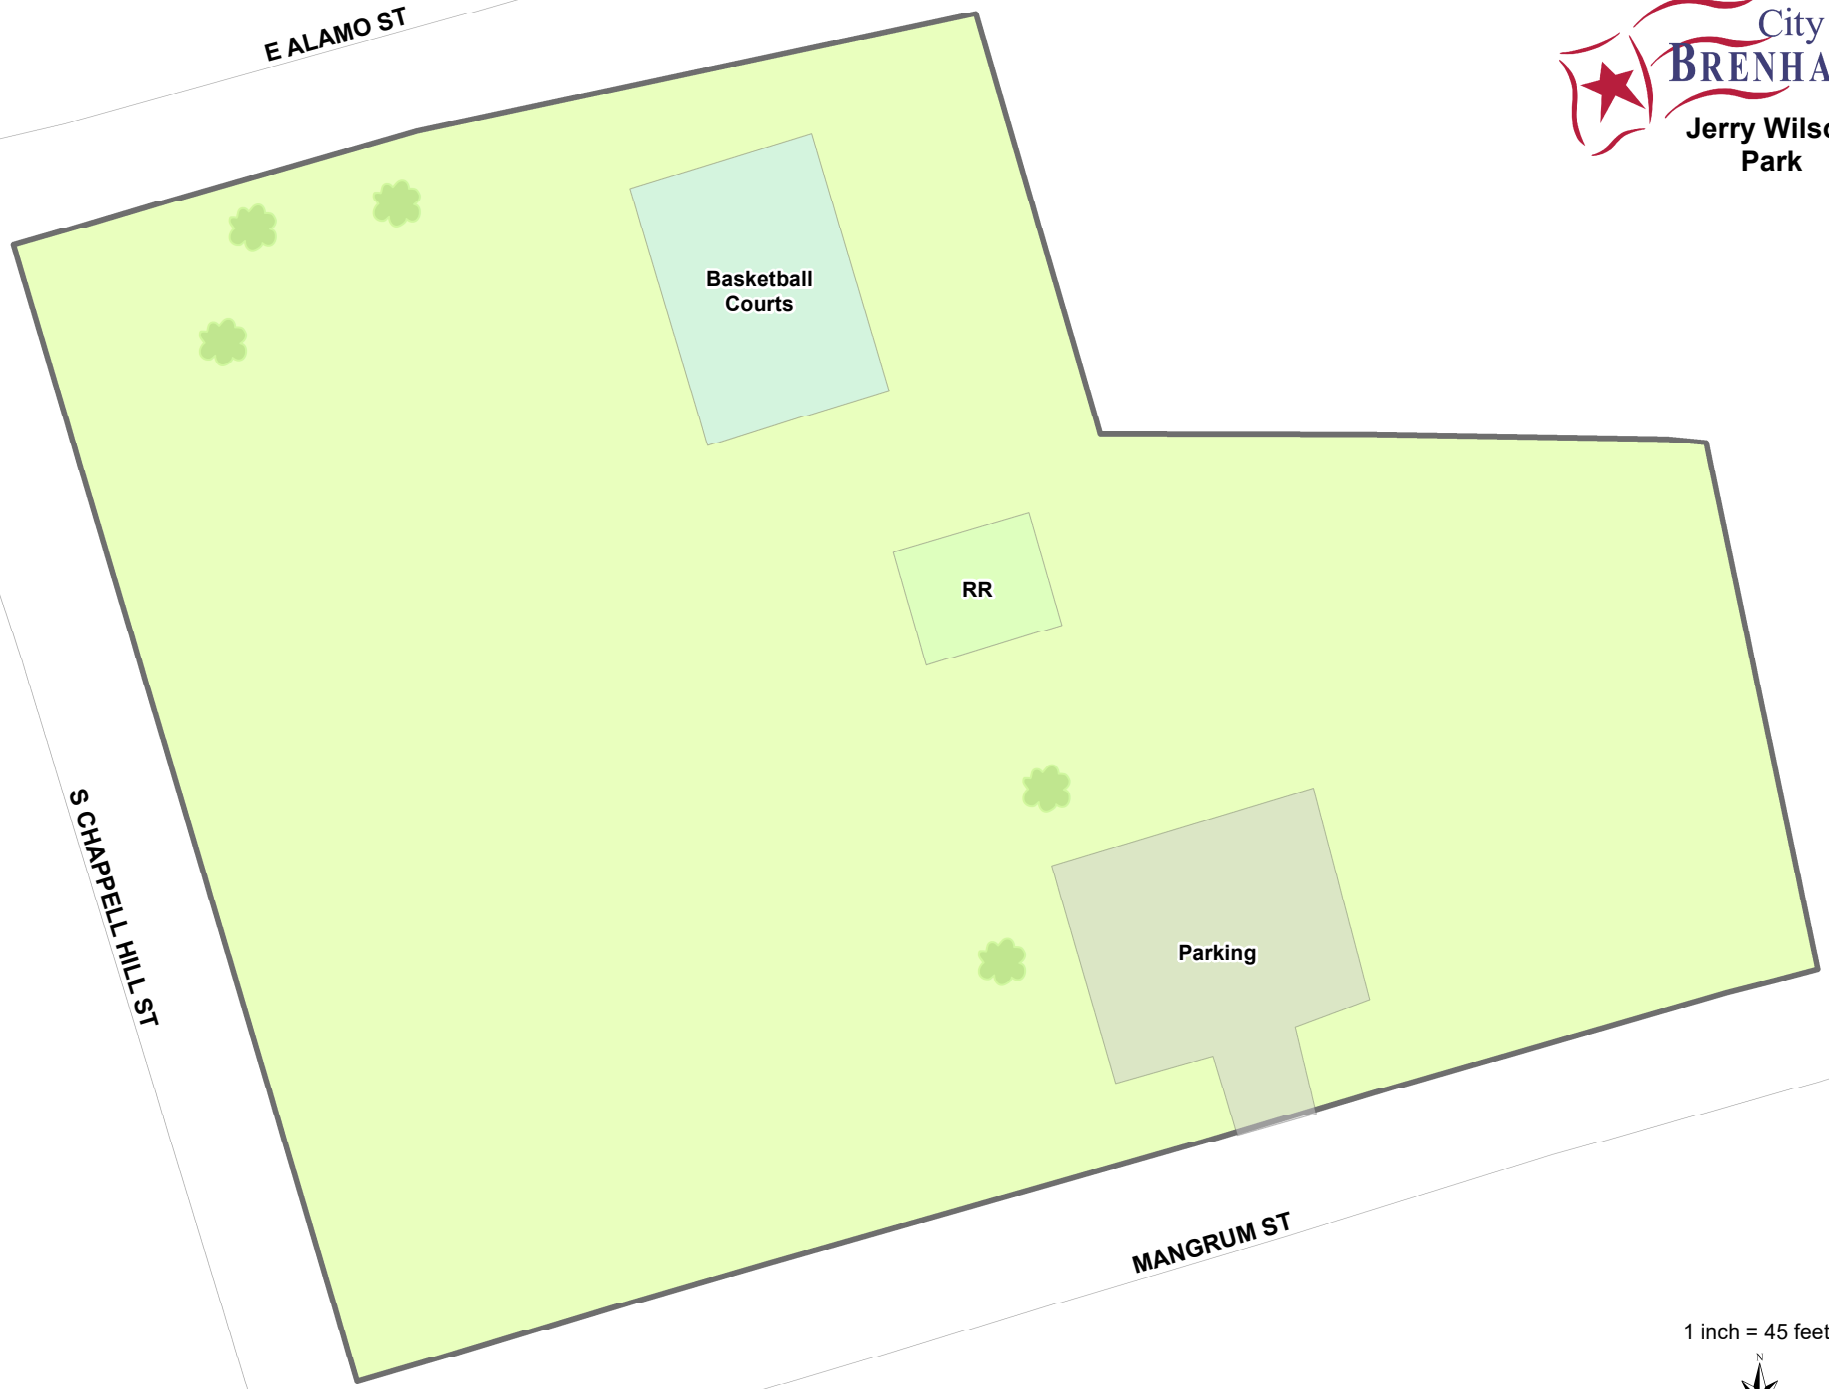 E ALAMO ST
City
BRENHA
Jerry Wilso
Park
Basketball
Courts
RR
S CHAPPELL HILL ST
Parking
MANGRUM ST
1 inch = 45 feet
N